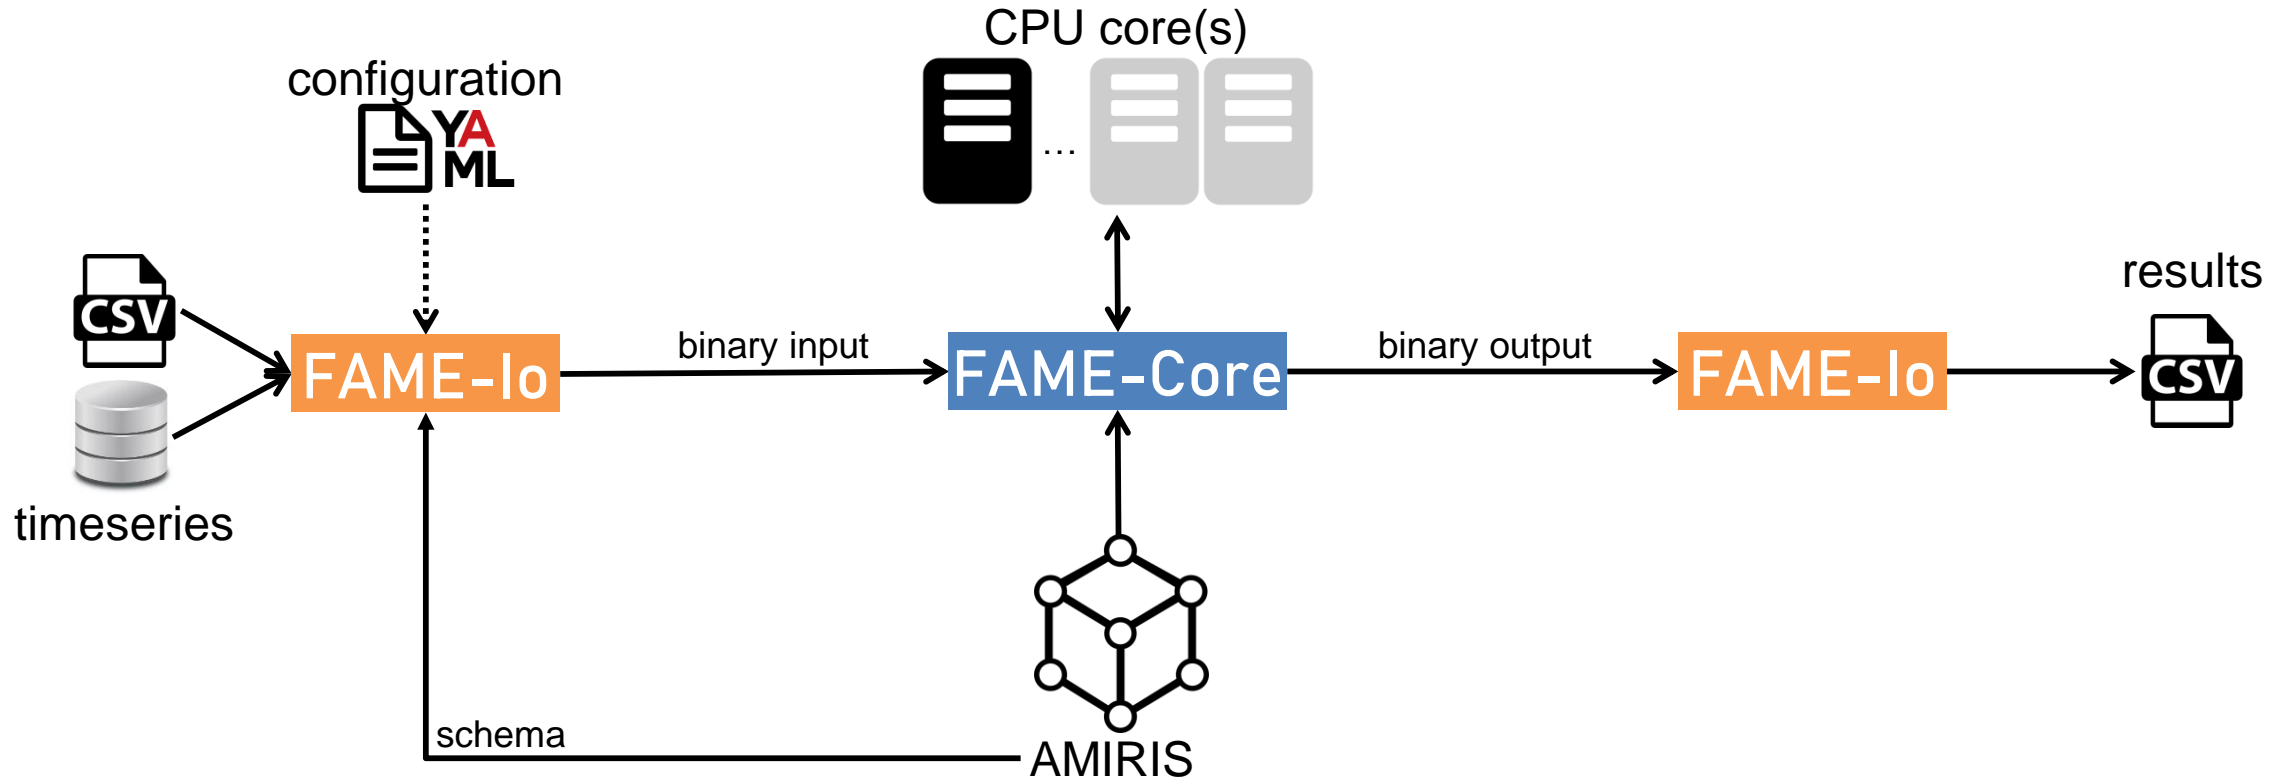 CPU core(s)
configuration
YA
ML
...
CSV
timeseries
FAME-Io
binary input
FAME-Core
binary output
FAME-Io
results
CSV
schema
AMIRIS